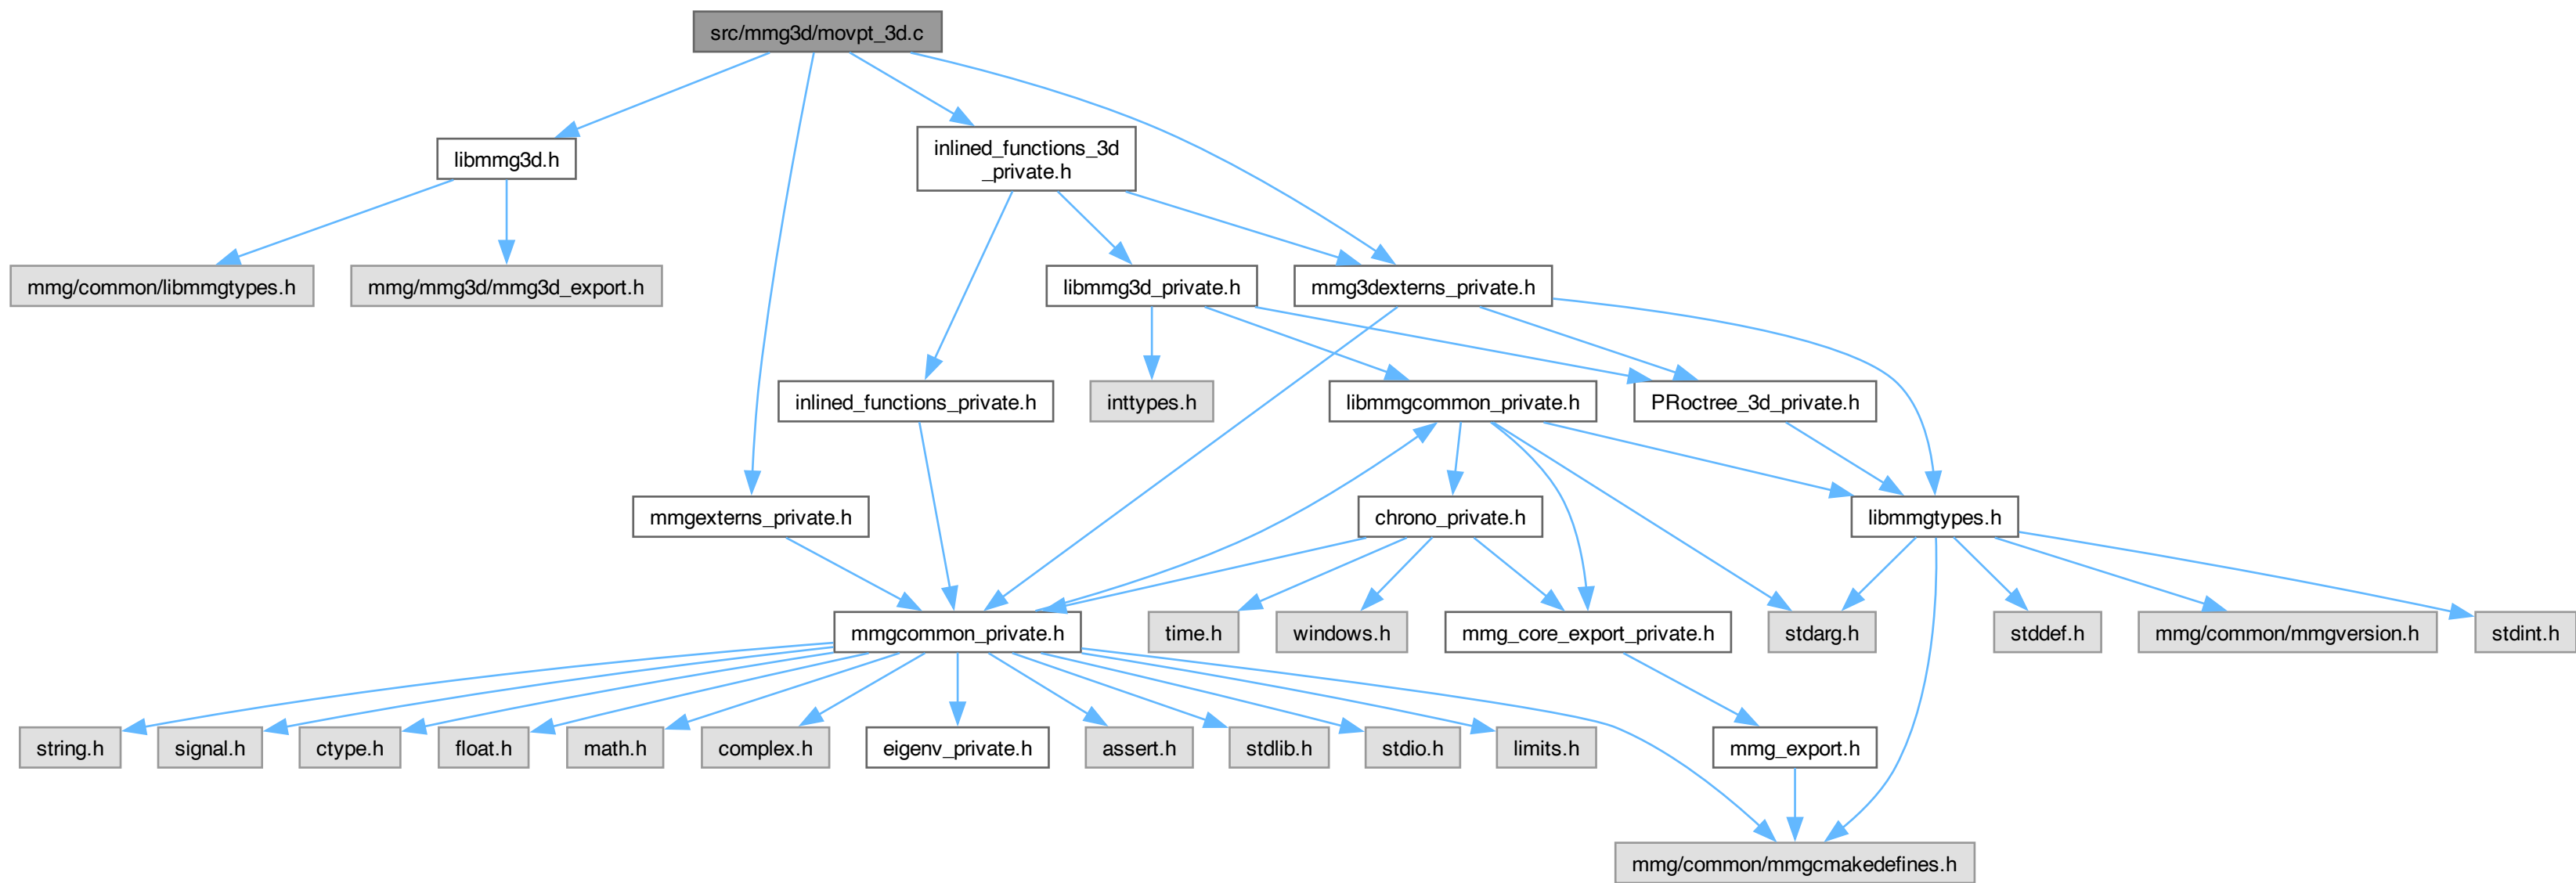 src/mmg3d/movpt_3d.c
libmmg3d.h
inlined_functions_3d
_private.h
mmg/common/libmmgtypes.h
mmg/mmg3d/mmg3d_export.h
libmmg3d_private.h
mmg3dexterns_private.h
inlined_functions_private.h
inttypes.h
libmmgcommon_private.h
PRoctree_3d_private.h
mmgexterns_private.h
chrono_private.h
libmmgtypes.h
mmgcommon_private.h
time.h
windows.h
mmg_core_export_private.h
stdarg.h
stddef.h
mmg/common/mmgversion.h
stdint.h
string.h
signal.h
ctype.h
float.h
math.h
complex.h
eigenv_private.h
assert.h
stdlib.h
stdio.h
limits.h
mmg_export.h
mmg/common/mmgcmakedefines.h